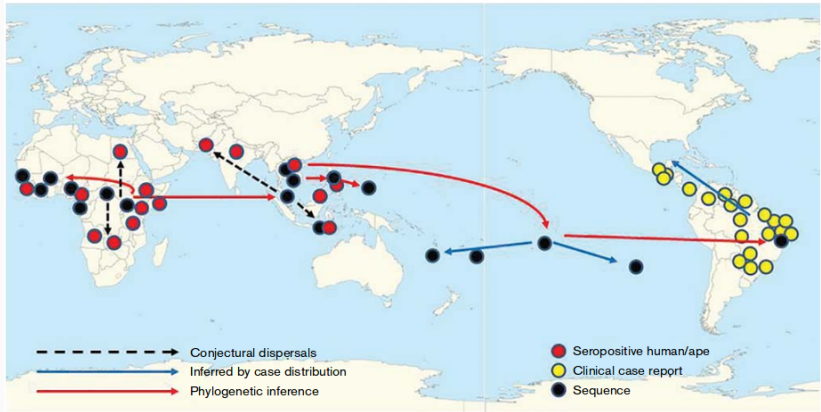 Conjectural dispersals
Inferred by case distribution
Phylogenetic inference
Seropositive human/ape
Clinical case report
Sequence